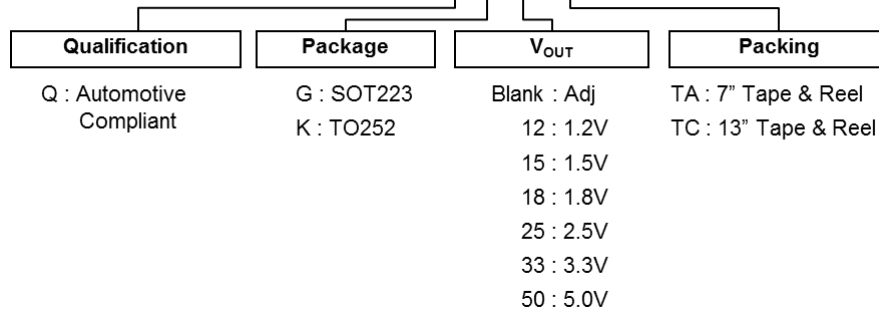 Qualification Package VOUT Packing
Q : Automotive Compliant
G : SOT223
K : TO252
Blank : Adj
12 : 1.2V
15 : 1.5V
18 : 1.8V
25 : 2.5V
33 : 3.3V
50 : 5.0V
TA : 7” Tape & Reel
TC : 13” Tape & Reel